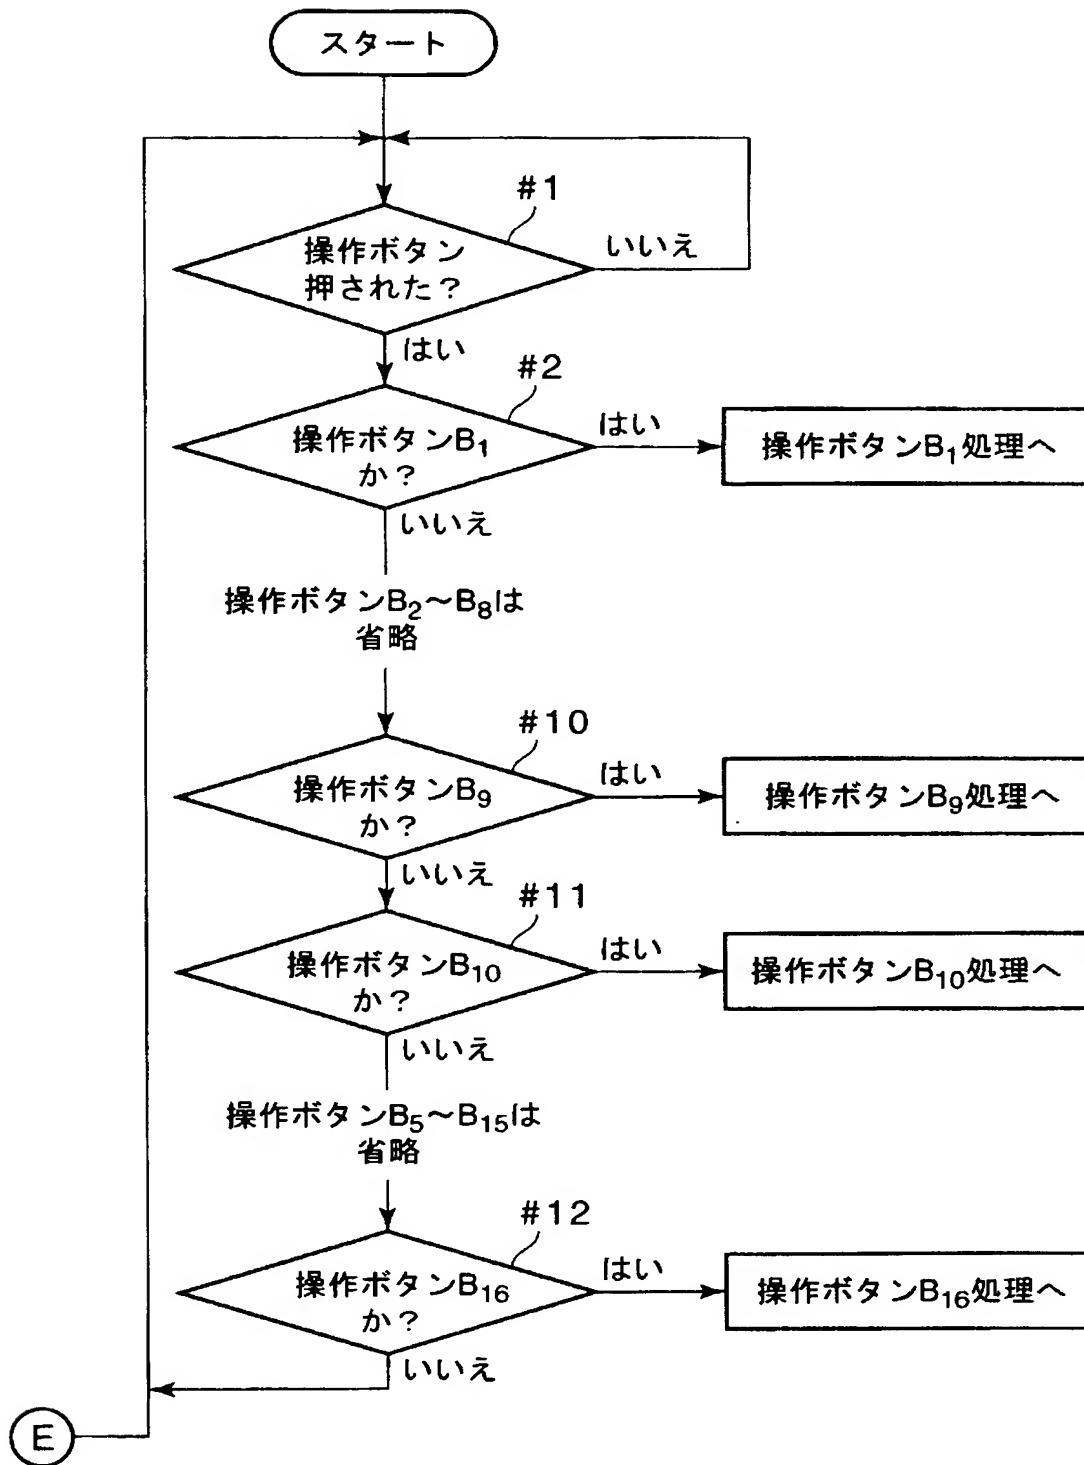 スタート
#1
操作ボタン
押された？
いいえ
はい
#2
操作ボタンB1
か？
はい
操作ボタンB1処理へ
いいえ
操作ボタンB2～B8は
省略
#10
操作ボタンB9
か？
はい
操作ボタンB9処理へ
いいえ
#11
操作ボタンB10
か？
はい
操作ボタンB10処理へ
いいえ
操作ボタンB5～B15は
省略
#12
操作ボタンB16
か？
はい
操作ボタンB16処理へ
いいえ
E